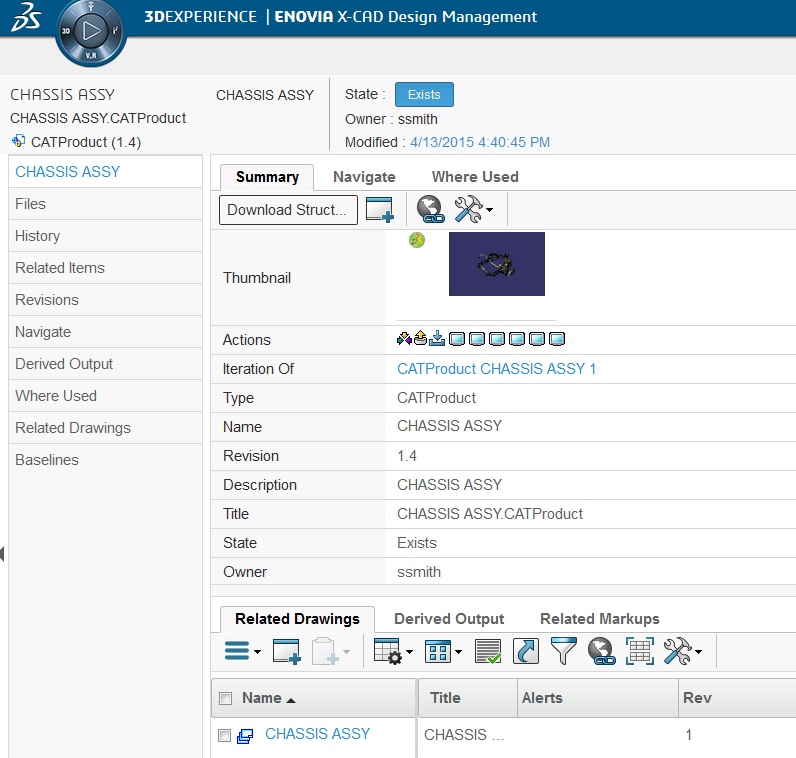 3DEXPERIENCE | ENOVIA X-CAD Design Management
3D
V.R
CHASSIS ASSY
CHASSIS ASSY.CATProduct
CATProduct (1.4)
CHASSIS ASSY
State : Exists
Owner : ssmith
Modified : 4/13/2015 4:40:45 PM
CHASSIS ASSY
Files
History
Related Items
Revisions
Navigate
Derived Output
Where Used
Related Drawings
Baselines
Summary Navigate Where Used
Download Struct...
Thumbnail
Actions
Iteration Of CATProduct CHASSIS ASSY 1
Type CATProduct
Name CHASSIS ASSY
Revision 1.4
Description CHASSIS ASSY
Title CHASSIS ASSY.CATProduct
State Exists
Owner ssmith
Related Drawings Derived Output Related Markups
Name Title Alerts Rev
CHASSIS ASSY CHASSIS ... 1